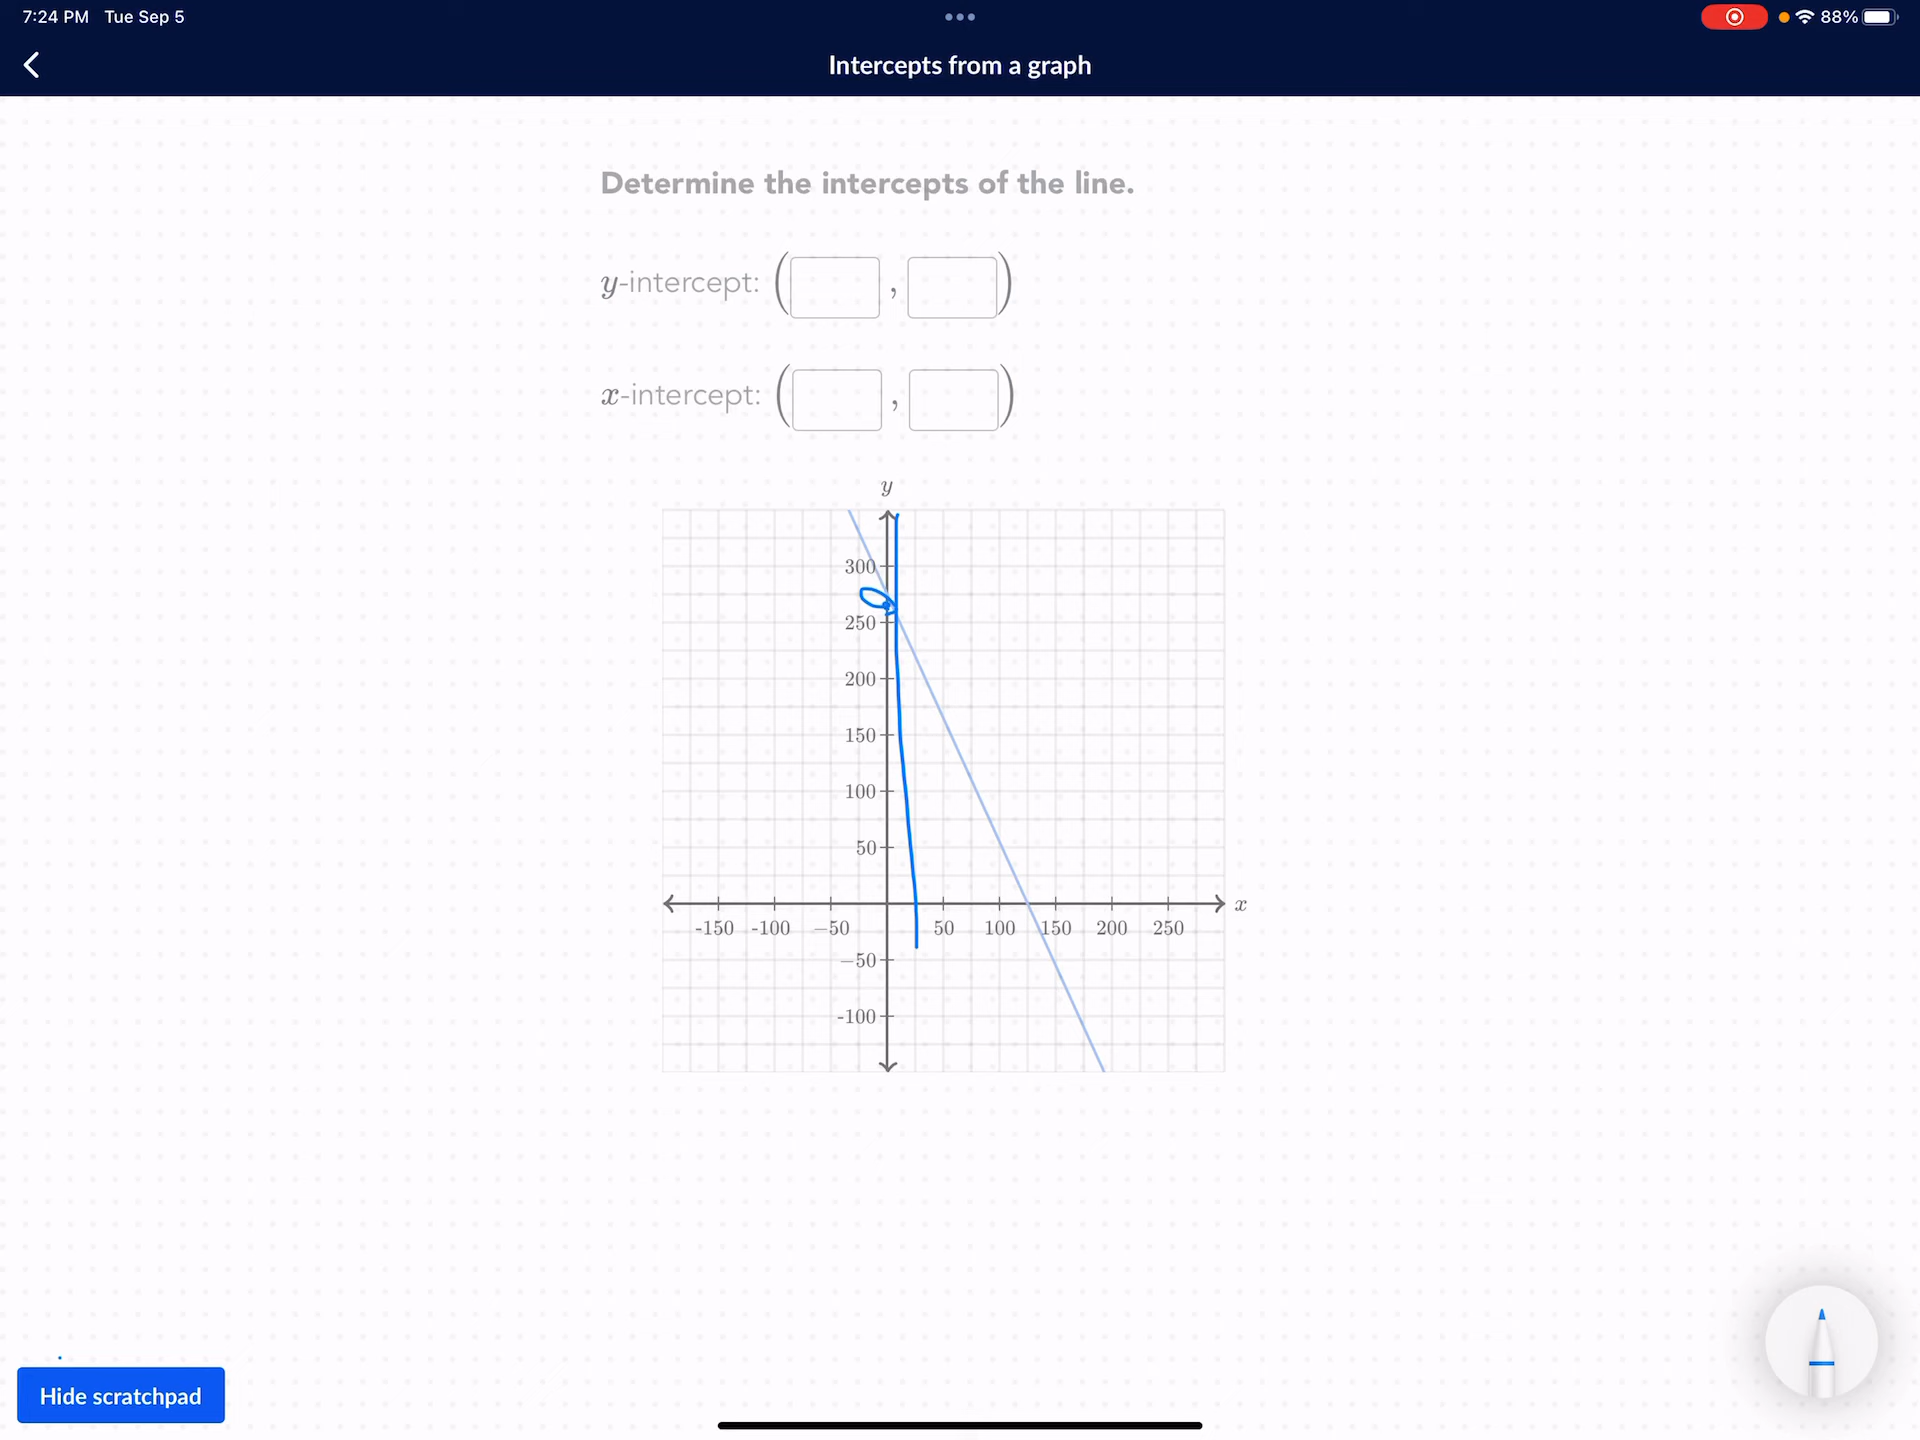 7:24 PM Tue Sep 5
88%
Intercepts from a graph
Determine the intercepts of the line.
y-intercept: ( , )
x-intercept: ( , )
y
300
250
200
150
100
50
x
-150 -100 −50 50 100 150 200 250
−50
-100
Hide scratchpad